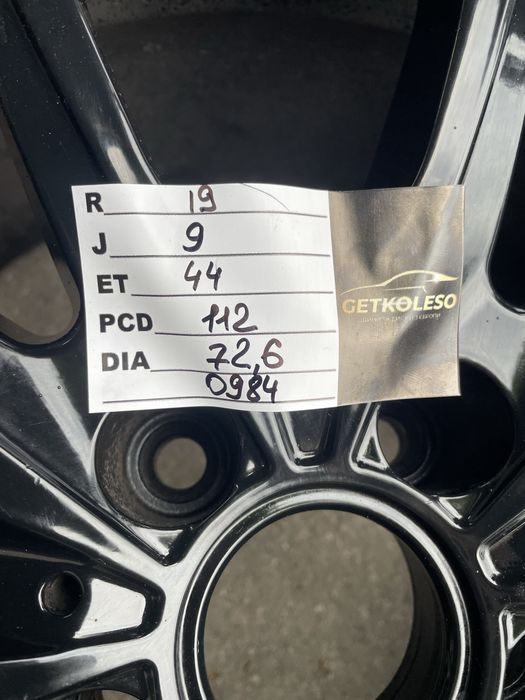 R 19
J 9
ET 44
PCD 112
DIA 72,6
0984
GETKOLESO